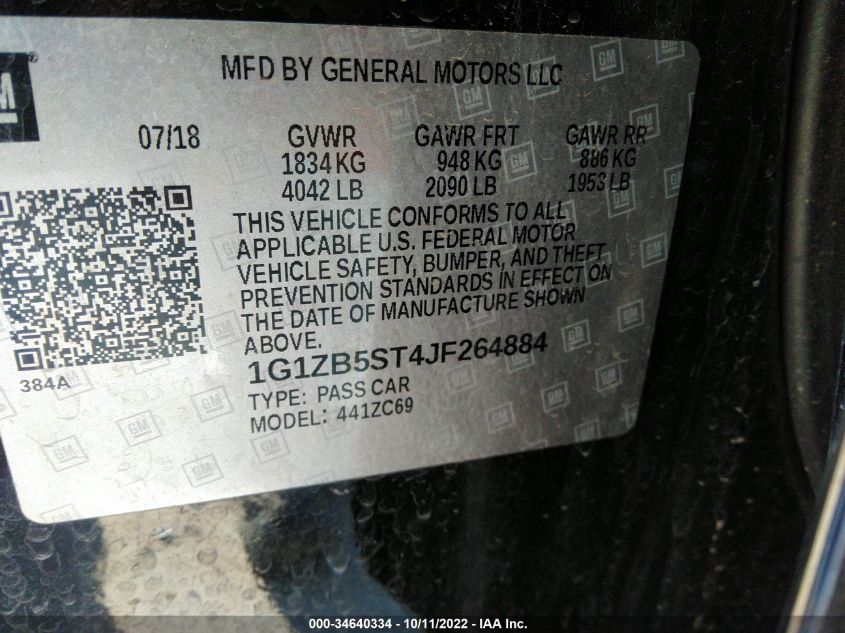 GM
MFD BY GENERAL MOTORS LLC
07/18 GVWR GAWR FRT GAWR RR
1834 KG 948 KG 886 KG
4042 LB 2090 LB 1953 LB
THIS VEHICLE CONFORMS TO ALL
APPLICABLE U.S. FEDERAL MOTOR
VEHICLE SAFETY, BUMPER, AND THEFT
PREVENTION STANDARDS IN EFFECT ON
THE DATE OF MANUFACTURE SHOWN
ABOVE.
384A
1G1ZB5ST4JF264884
TYPE: PASS CAR
MODEL: 441ZC69
000-34640334 - 10/11/2022 - IAA Inc.